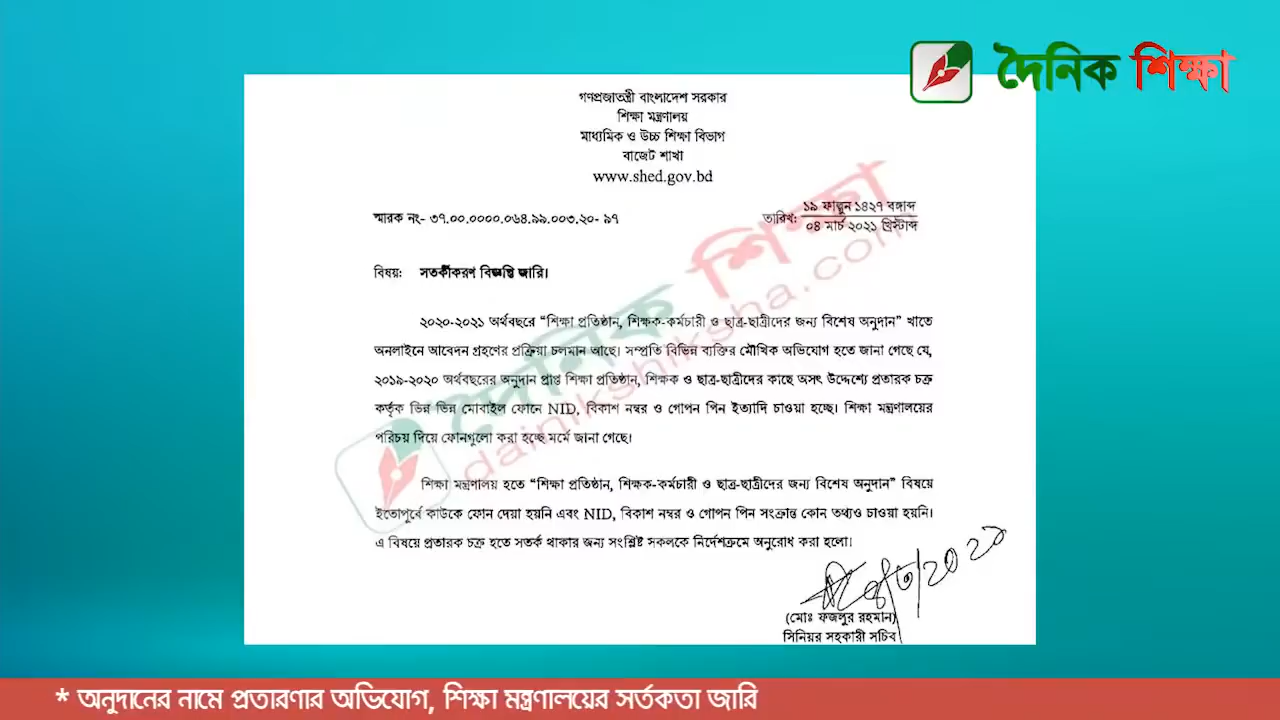 দৈনিক শিক্ষা
গণপ্রজাতন্ত্রী বাংলাদেশ সরকার
শিক্ষা মন্ত্রণালয়
মাধ্যমিক ও উচ্চ শিক্ষা বিভাগ
বাজেট শাখা
www.shed.gov.bd
স্মারক নং- ৩৭.০০.০০০০.০৬৪.৯৯.০০৩.২০- ৯৭
তারিখ: ১৯ ফাল্গুন ১৪২৭ বঙ্গাব্দ
০৪ মার্চ ২০২১ খ্রিস্টাব্দ
বিষয়: সতর্কীকরণ বিজ্ঞপ্তি জারি।
২০২০-২০২১ অর্থবছরে “শিক্ষা প্রতিষ্ঠান, শিক্ষক-কর্মচারী ও ছাত্র-ছাত্রীদের জন্য বিশেষ অনুদান” খাতে
অনলাইনে আবেদন গ্রহণের প্রক্রিয়া চলমান আছে। সম্প্রতি বিভিন্ন ব্যক্তির মৌখিক অভিযোগ হতে জানা গেছে যে,
২০১৯-২০২০ অর্থবছরের অনুদান প্রাপ্ত শিক্ষা প্রতিষ্ঠান, শিক্ষক ও ছাত্র-ছাত্রীদের কাছে অসৎ উদ্দেশ্যে প্রতারক চক্র
কর্তৃক ভিন্ন ভিন্ন মোবাইল ফোনে NID, বিকাশ নম্বর ও গোপন পিন ইত্যাদি চাওয়া হচ্ছে। শিক্ষা মন্ত্রণালয়ের
পরিচয় দিয়ে ফোনগুলো করা হচ্ছে মর্মে জানা গেছে।
শিক্ষা মন্ত্রণালয় হতে “শিক্ষা প্রতিষ্ঠান, শিক্ষক-কর্মচারী ও ছাত্র-ছাত্রীদের জন্য বিশেষ অনুদান” বিষয়ে
ইতোপূর্বে কাউকে ফোন দেয়া হয়নি এবং NID, বিকাশ নম্বর ও গোপন পিন সংক্রান্ত কোন তথ্যও চাওয়া হয়নি।
এ বিষয়ে প্রতারক চক্র হতে সতর্ক থাকার জন্য সংশ্লিষ্ট সকলকে নির্দেশক্রমে অনুরোধ করা হলো।
দৈনিক শিক্ষা
dainikshiksha.com
(মোঃ ফজলুর রহমান)
সিনিয়র সহকারী সচিব
* অনুদানের নামে প্রতারণার অভিযোগ, শিক্ষা মন্ত্রণালয়ের সর্তকতা জারি